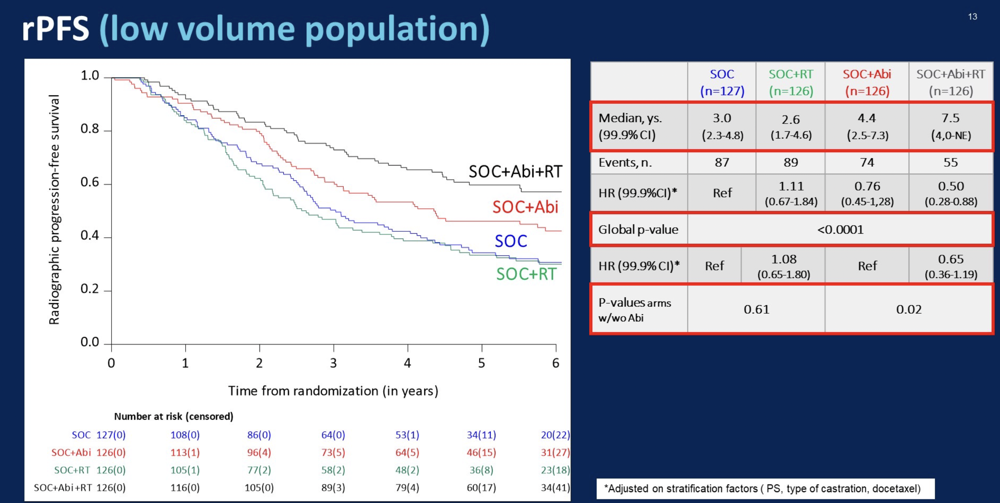 rPFS (low volume population)
13
Radiographic progression-free survival
1.0
0.8
0.6
0.4
0.2
0.0
SOC+Abi+RT
SOC+Abi
SOC
SOC+RT
0 1 2 3 4 5 6
Time from randomization (in years)
Number at risk (censored)
SOC 127(0) 108(0) 86(0) 64(0) 53(1) 34(11) 20(22)
SOC+Abi 126(0) 113(1) 96(4) 73(5) 64(5) 46(15) 31(27)
SOC+RT 126(0) 105(1) 77(2) 58(2) 48(2) 36(8) 23(18)
SOC+Abi+RT 126(0) 116(0) 105(0) 89(3) 79(4) 60(17) 34(41)
SOC SOC+RT SOC+Abi SOC+Abi+RT
(n=127) (n=126) (n=126) (n=126)
Median, ys. 3.0 2.6 4.4 7.5
(99.9% CI) (2.3-4.8) (1.7-4.6) (2.5-7.3) (4,0-NE)
Events, n. 87 89 74 55
HR (99.9%CI)* Ref 1.11 0.76 0.50
(0.67-1.84) (0.45-1,28) (0.28-0.88)
Global p-value <0.0001
HR (99.9% CI)* Ref 1.08 Ref 0.65
(0.65-1.80) (0.36-1.19)
P-values arms
w/wo Abi 0.61 0.02
*Adjusted on stratification factors ( PS, type of castration, docetaxel)